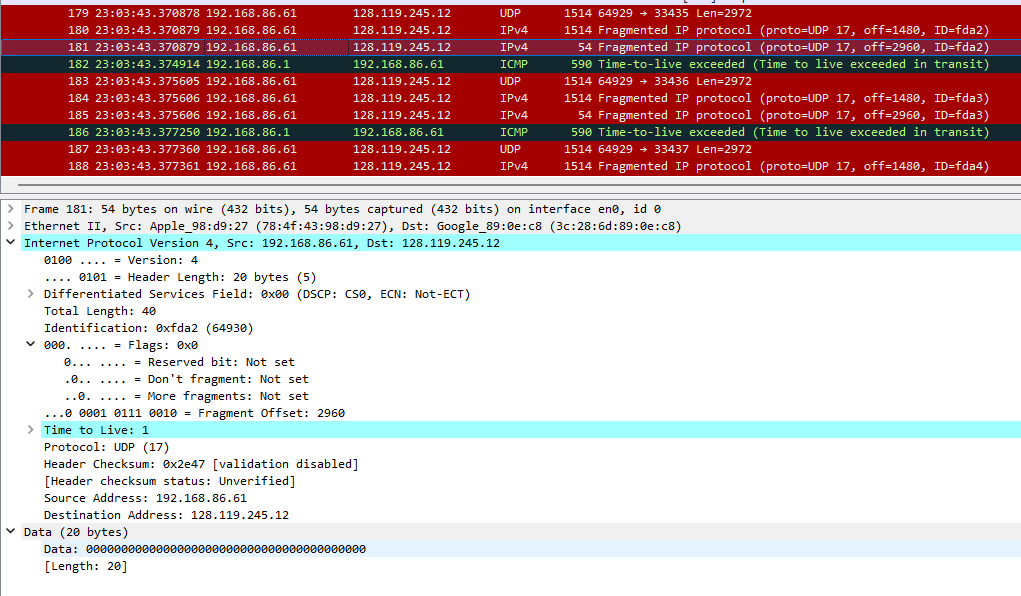 179 23:03:43.370878 192.168.86.61 128.119.245.12 UDP 1514 64929 → 33435 Len=2972
180 23:03:43.370879 192.168.86.61 128.119.245.12 IPv4 1514 Fragmented IP protocol (proto=UDP 17, off=1480, ID=fda2)
181 23:03:43.370879 192.168.86.61 128.119.245.12 IPv4 54 Fragmented IP protocol (proto=UDP 17, off=2960, ID=fda2)
182 23:03:43.374914 192.168.86.1 192.168.86.61 ICMP 590 Time-to-live exceeded (Time to live exceeded in transit)
183 23:03:43.375605 192.168.86.61 128.119.245.12 UDP 1514 64929 → 33436 Len=2972
184 23:03:43.375606 192.168.86.61 128.119.245.12 IPv4 1514 Fragmented IP protocol (proto=UDP 17, off=1480, ID=fda3)
185 23:03:43.375606 192.168.86.61 128.119.245.12 IPv4 54 Fragmented IP protocol (proto=UDP 17, off=2960, ID=fda3)
186 23:03:43.377250 192.168.86.1 192.168.86.61 ICMP 590 Time-to-live exceeded (Time to live exceeded in transit)
187 23:03:43.377360 192.168.86.61 128.119.245.12 UDP 1514 64929 → 33437 Len=2972
188 23:03:43.377361 192.168.86.61 128.119.245.12 IPv4 1514 Fragmented IP protocol (proto=UDP 17, off=1480, ID=fda4)
Frame 181: 54 bytes on wire (432 bits), 54 bytes captured (432 bits) on interface en0, id 0
Ethernet II, Src: Apple_98:d9:27 (78:4f:43:98:d9:27), Dst: Google_89:0e:c8 (3c:28:6d:89:0e:c8)
Internet Protocol Version 4, Src: 192.168.86.61, Dst: 128.119.245.12
0100 .... = Version: 4
.... 0101 = Header Length: 20 bytes (5)
Differentiated Services Field: 0x00 (DSCP: CS0, ECN: Not-ECT)
Total Length: 40
Identification: 0xfda2 (64930)
000. .... = Flags: 0x0
0... .... = Reserved bit: Not set
.0.. .... = Don't fragment: Not set
..0. .... = More fragments: Not set
...0 0001 0111 0010 = Fragment Offset: 2960
Time to Live: 1
Protocol: UDP (17)
Header Checksum: 0x2e47 [validation disabled]
[Header checksum status: Unverified]
Source Address: 192.168.86.61
Destination Address: 128.119.245.12
Data (20 bytes)
Data: 0000000000000000000000000000000000000000
[Length: 20]